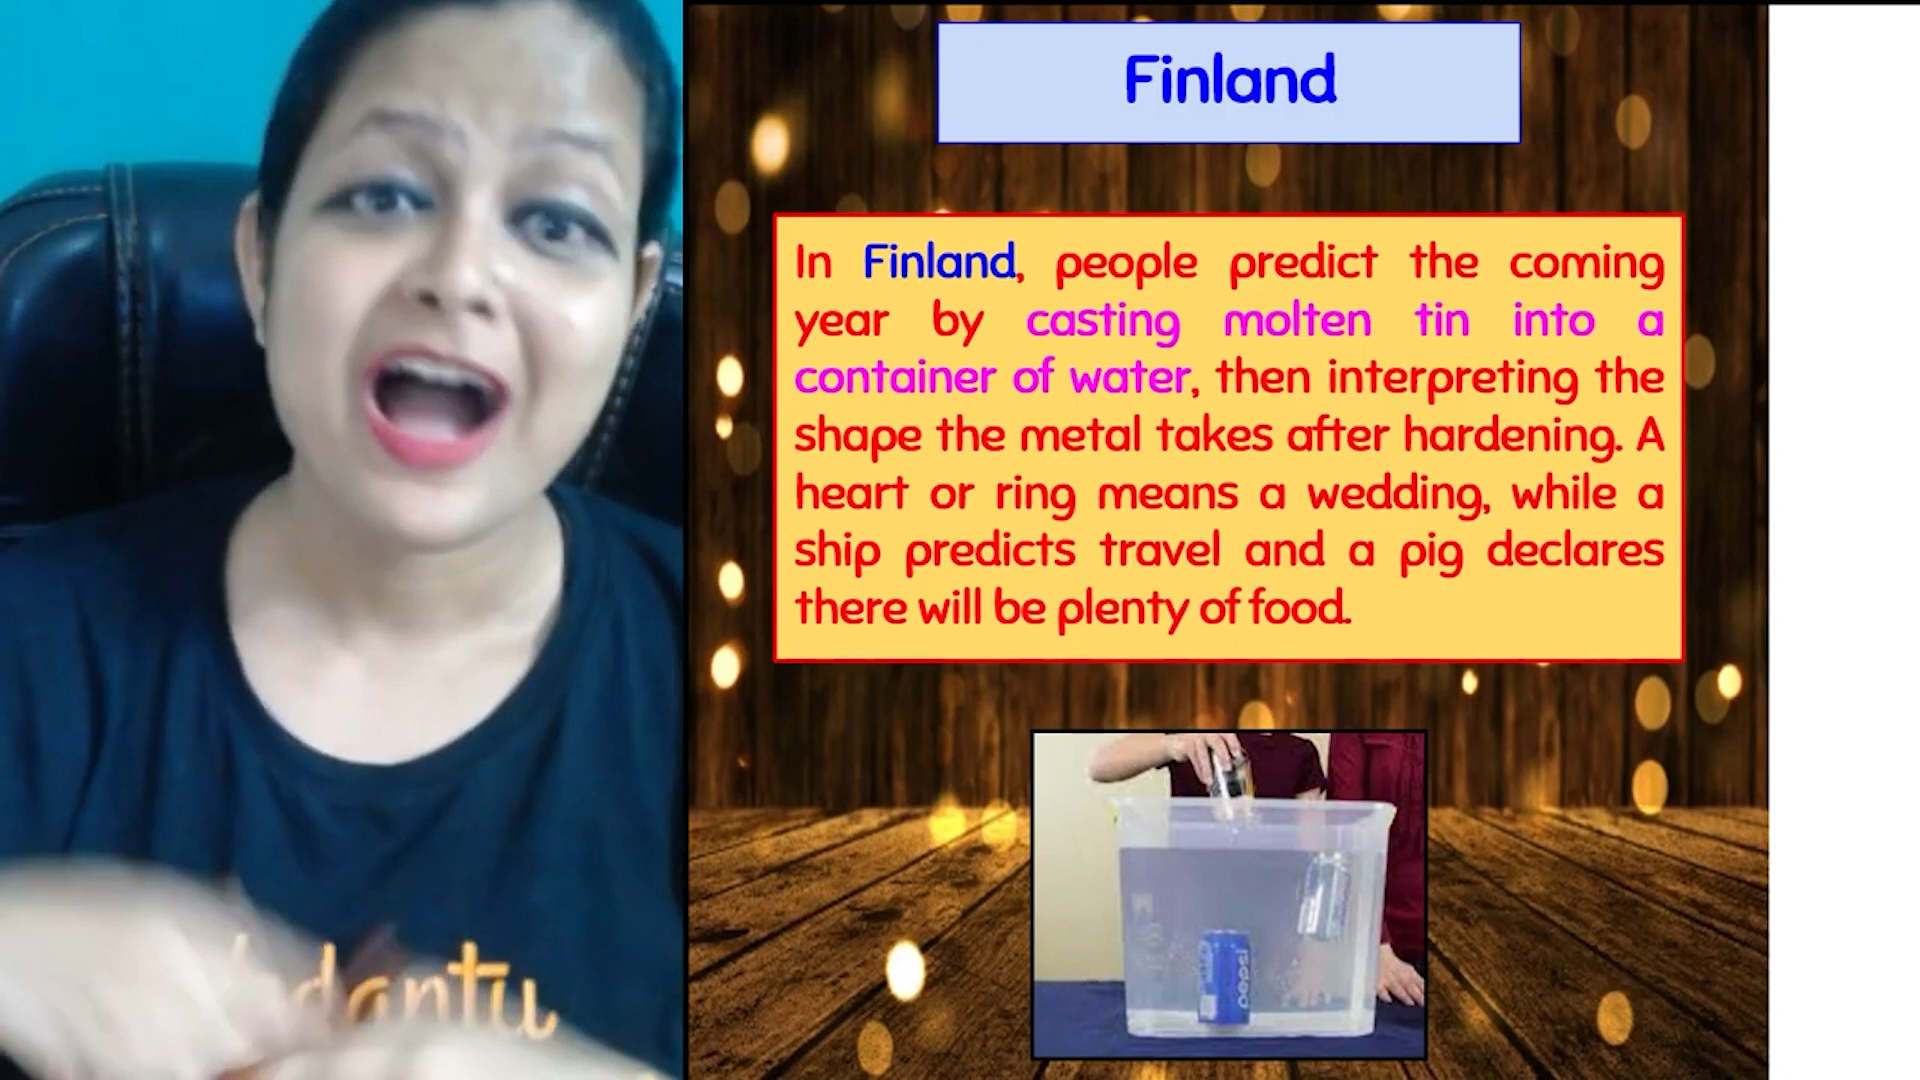 Finland
In Finland, people predict the coming
year by casting molten tin into a
container of water, then interpreting the
shape the metal takes after hardening. A
heart or ring means a wedding, while a
ship predicts travel and a pig declares
there will be plenty of food.
pepsi